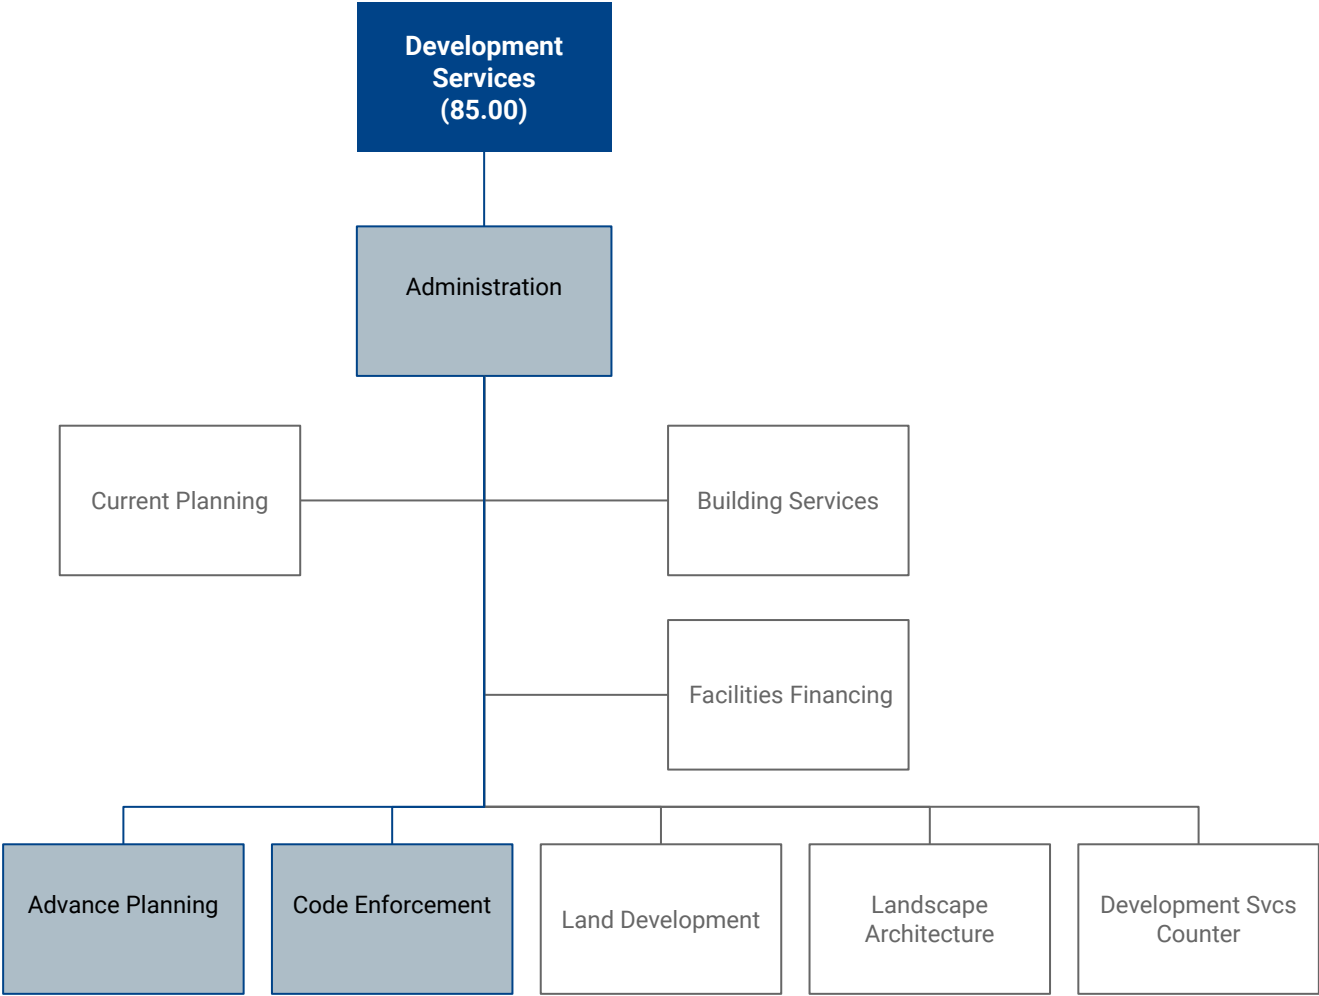 Development
Services
(85.00)
Administration
Current Planning
Building Services
Facilities Financing
Advance Planning
Code Enforcement
Land Development
Landscape
Architecture
Development Svcs
Counter